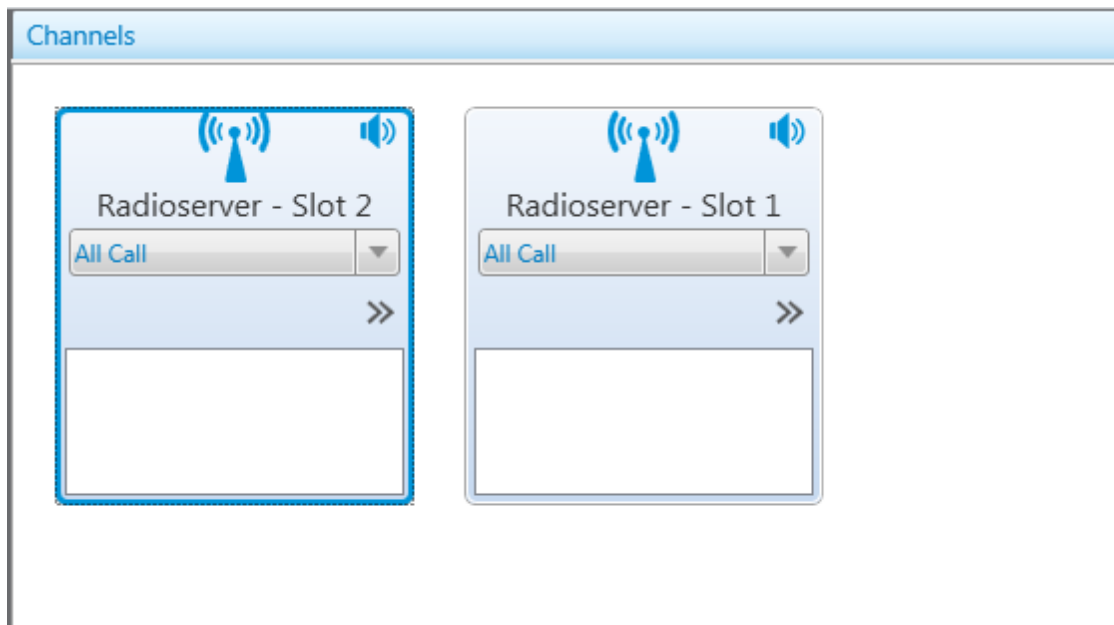 Channels
Radioserver - Slot 2
All Call
Radioserver - Slot 1
All Call